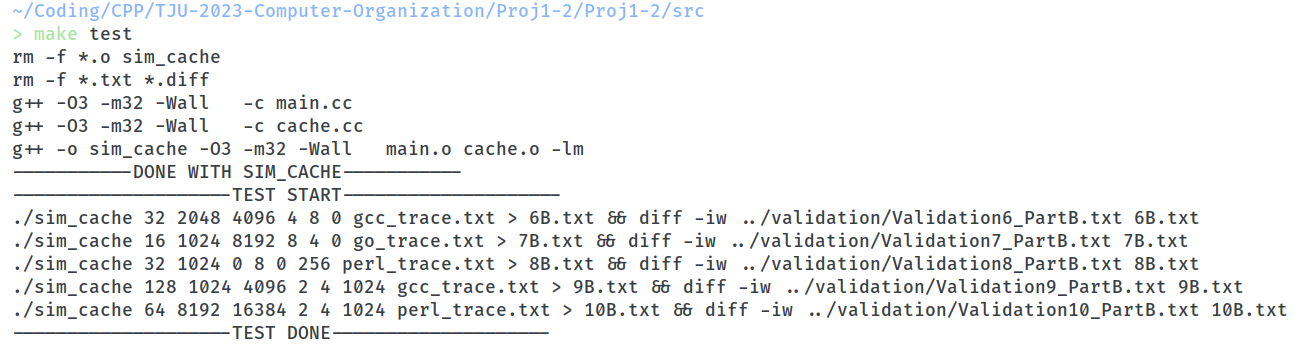 ~/Coding/CPP/TJU-2023-Computer-Organization/Proj1-2/Proj1-2/src
> make test
rm -f *.o sim_cache
rm -f *.txt *.diff
g++ -O3 -m32 -Wall   -c main.cc
g++ -O3 -m32 -Wall   -c cache.cc
g++ -o sim_cache -O3 -m32 -Wall   main.o cache.o -lm
-----------DONE WITH SIM_CACHE-----------
--------------------TEST START--------------------
./sim_cache 32 2048 4096 4 8 0 gcc_trace.txt > 6B.txt && diff -iw ../validation/Validation6_PartB.txt 6B.txt
./sim_cache 16 1024 8192 8 4 0 go_trace.txt > 7B.txt && diff -iw ../validation/Validation7_PartB.txt 7B.txt
./sim_cache 32 1024 0 8 0 256 perl_trace.txt > 8B.txt && diff -iw ../validation/Validation8_PartB.txt 8B.txt
./sim_cache 128 1024 4096 2 4 1024 gcc_trace.txt > 9B.txt && diff -iw ../validation/Validation9_PartB.txt 9B.txt
./sim_cache 64 8192 16384 2 4 1024 perl_trace.txt > 10B.txt && diff -iw ../validation/Validation10_PartB.txt 10B.txt
--------------------TEST DONE--------------------